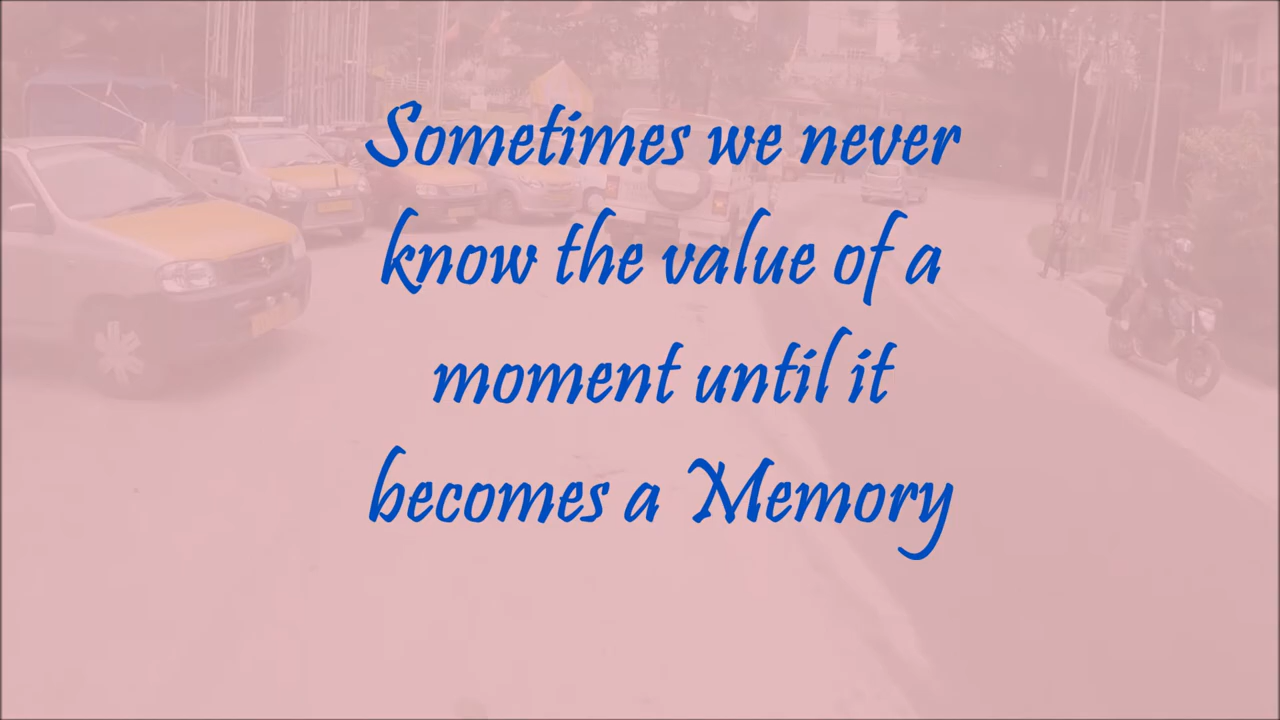 Sometimes we never
know the value of a
moment until it
becomes a Memory